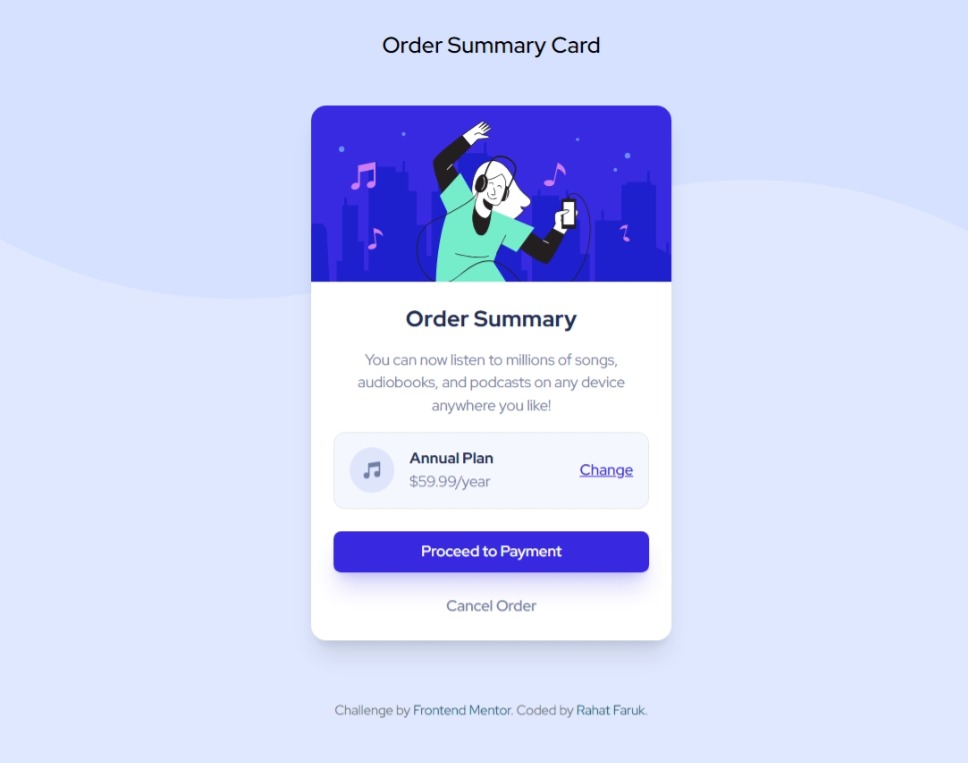 Order Summary Card
Order Summary
You can now listen to millions of songs,
audiobooks, and podcasts on any device
anywhere you like!
Annual Plan
$59.99/year
Change
Proceed to Payment
Cancel Order
Challenge by Frontend Mentor. Coded by Rahat Faruk.